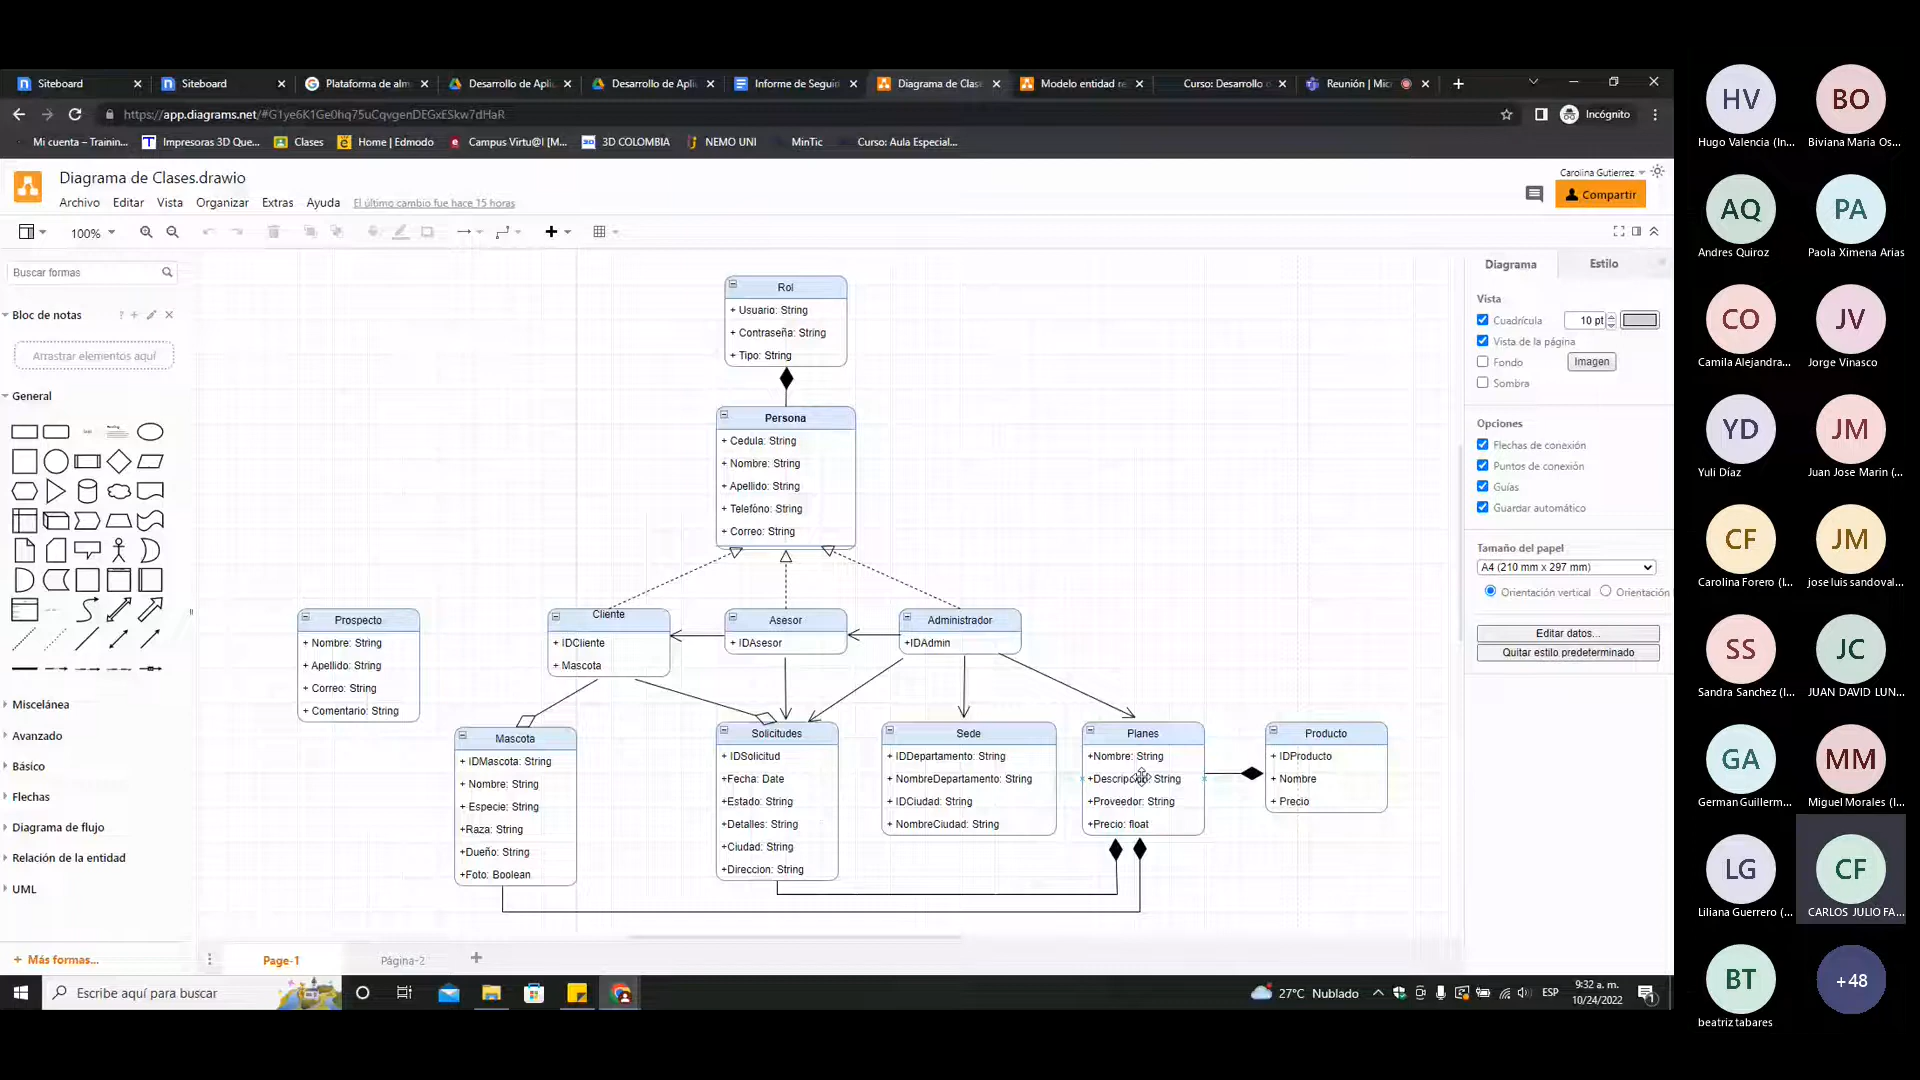 Siteboard
Siteboard
Plataforma de alm
Desarrollo de Apli
Desarrollo de Apli
Informe de Segui
Diagrama de Clas
Modelo entidad re
Curso: Desarrollo d
Reunión | Mic
https://app.diagrams.net/#G1ye6K1Ge0hq75uCqvgenDEGxESkw7dHaR
Incógnito
Mi cuenta – Trainin...
Impresoras 3D Que...
Clases
Home | Edmodo
Campus Virtu@l [M...
3D COLOMBIA
NEMO UNI
MinTic
Curso: Aula Especial...
Diagrama de Clases.drawio
Carolina Gutierrez
Archivo Editar Vista Organizar Extras Ayuda
El último cambio fue hace 15 horas
Compartir
100%
Buscar formas
Bloc de notas
Arrastrar elementos aquí
General
Miscelánea
Avanzado
Básico
Flechas
Diagrama de flujo
Relación de la entidad
UML
+ Más formas...
Rol
+ Usuario: String
+ Contraseña: String
+ Tipo: String
Persona
+ Cedula: String
+ Nombre: String
+ Apellido: String
+ Telefóno: String
+ Correo: String
Prospecto
+ Nombre: String
+ Apellido: String
+ Correo: String
+ Comentario: String
Cliente
+ IDCliente
+ Mascota
Asesor
+ IDAsesor
Administrador
+IDAdmin
Mascota
+ IDMascota: String
+ Nombre: String
+ Especie: String
+Raza: String
+Dueño: String
+Foto: Boolean
Solicitudes
+ IDSolicitud
+Fecha: Date
+Estado: String
+Detalles: String
+Ciudad: String
+Direccion: String
Sede
+ IDDepartamento: String
+ NombreDepartamento: String
+ IDCiudad: String
+ NombreCiudad: String
Planes
+Nombre: String
+Descripción: String
+Proveedor: String
+Precio: float
Producto
+ IDProducto
+ Nombre
+ Precio
Diagrama
Estilo
Vista
Cuadrícula
10 pt
Vista de la página
Fondo
Imagen
Sombra
Opciones
Flechas de conexión
Puntos de conexión
Guías
Guardar automático
Tamaño del papel
A4 (210 mm x 297 mm)
Orientación vertical
Orientación
Editar datos...
Quitar estilo predeterminado
Page-1
Página-2
Escribe aquí para buscar
27°C Nublado
ESP
9:32 a. m.
10/24/2022
1
HV
Hugo Valencia (In...
BO
Biviana Maria Os...
AQ
Andres Quiroz
PA
Paola Ximena Arias
CO
Camila Alejandra...
JV
Jorge Vinasco
YD
Yuli Díaz
JM
Juan Jose Marin (...
CF
Carolina Forero (I...
JM
jose luis sandoval...
SS
Sandra Sanchez (I...
JC
JUAN DAVID LUN...
GA
German Guillerm...
MM
Miguel Morales (I...
LG
Liliana Guerrero (...
CF
CARLOS JULIO FA...
BT
beatriz tabares
+48